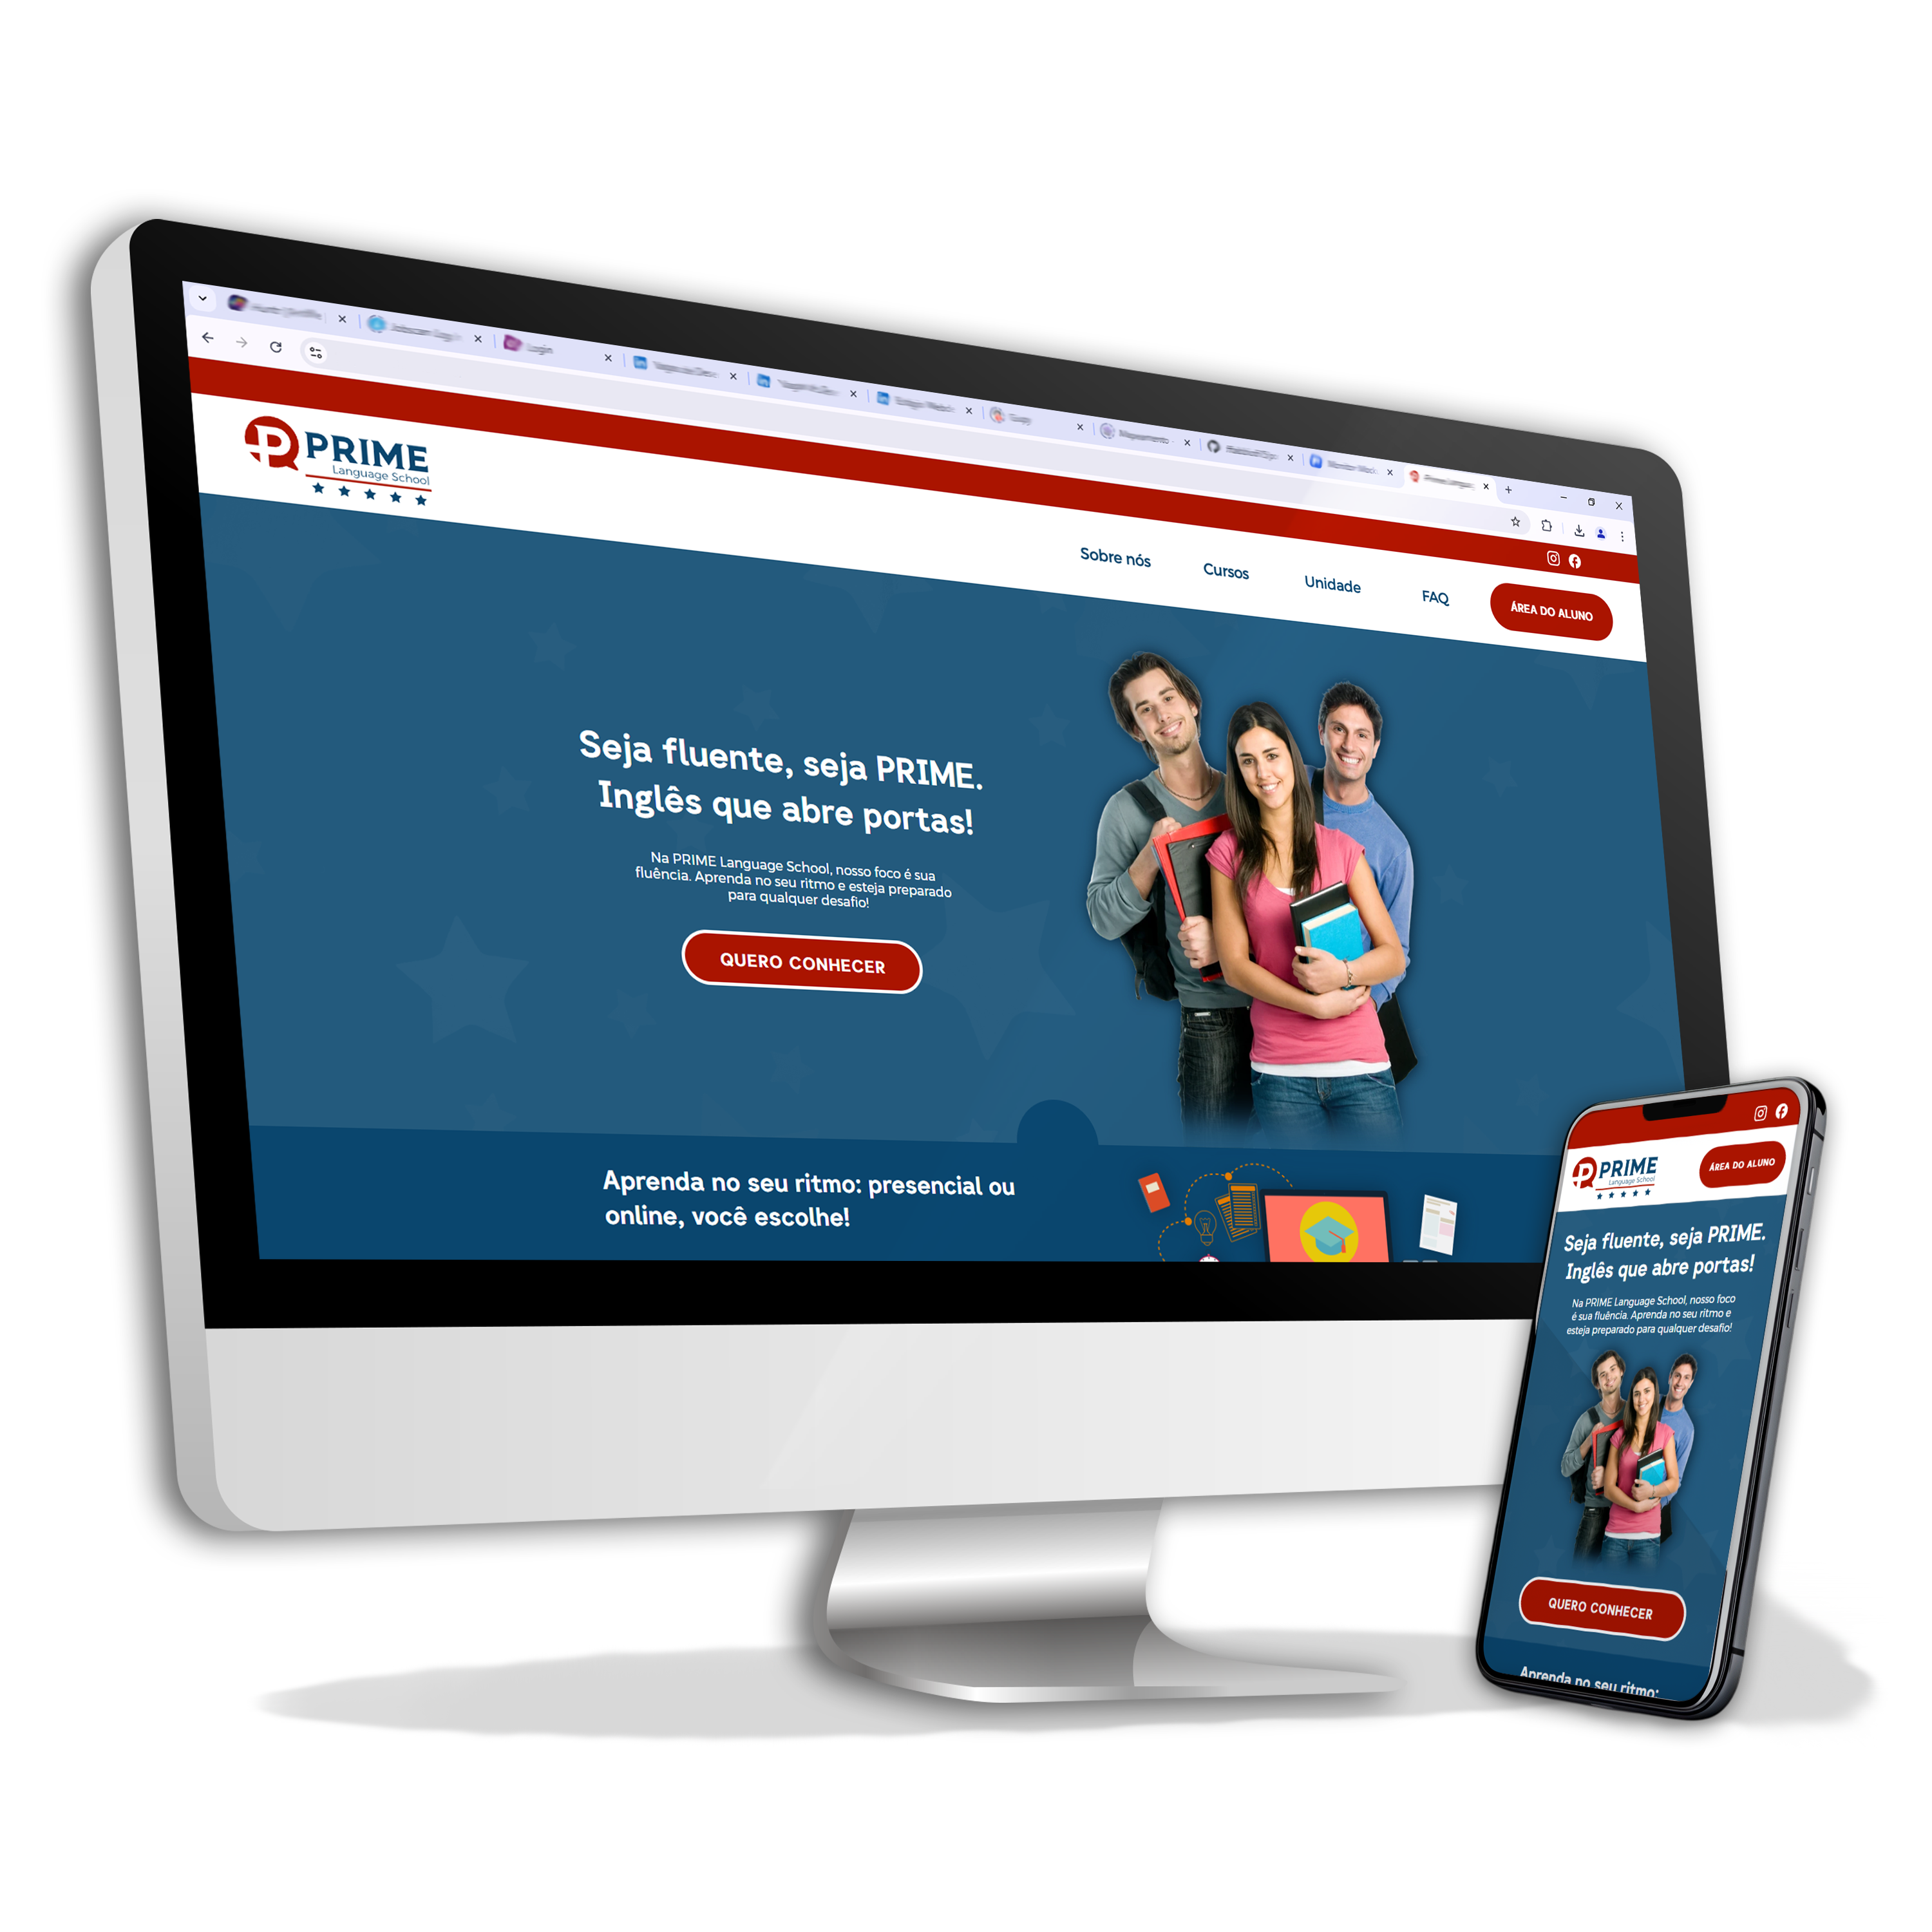 PRIME
Language School
Sobre nós
Cursos
Unidade
FAQ
ÁREA DO ALUNO
Seja fluente, seja PRIME.
Inglês que abre portas!
Na PRIME Language School, nosso foco é sua
fluência. Aprenda no seu ritmo e esteja preparado
para qualquer desafio!
QUERO CONHECER
Aprenda no seu ritmo: presencial ou
online, você escolhe!
PRIME
Language School
ÁREA DO ALUNO
Seja fluente, seja PRIME.
Inglês que abre portas!
Na PRIME Language School, nosso foco
é sua fluência. Aprenda no seu ritmo e
esteja preparado para qualquer desafio!
QUERO CONHECER
Aprenda no seu ritmo: